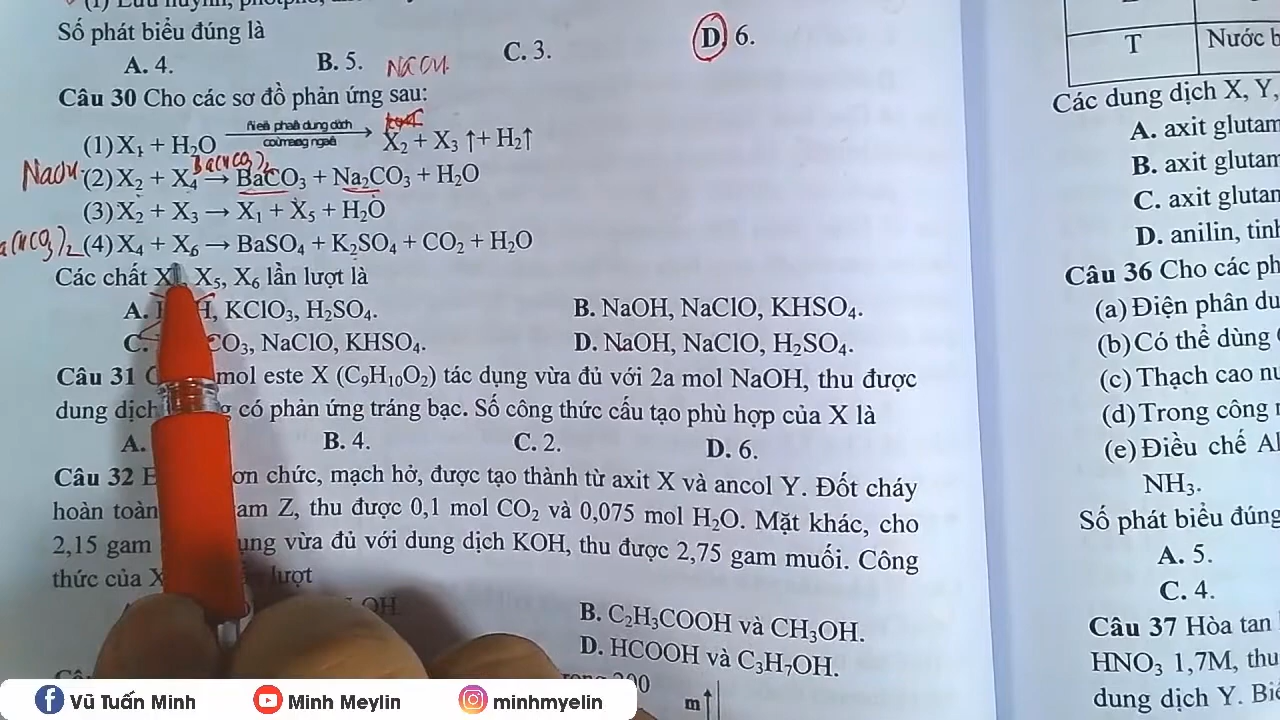 Số phát biểu đúng là
A. 4.
B. 5.
C. 3.
D. 6.
NaOH
Câu 30 Cho các sơ đồ phản ứng sau:
(1) X₁ + H₂O → X₂ + X₃ ↑ + H₂↑
Ba(HCO₃)₂
NaOH (2) X₂ + X₄ → BaCO₃ + Na₂CO₃ + H₂O
(3) X₂ + X₃ → X₁ + X₅ + H₂O
(HCO₃)₂ (4) X₄ + X₆ → BaSO₄ + K₂SO₄ + CO₂ + H₂O
Các chất X, X₅, X₆ lần lượt là
A. H, KClO₃, H₂SO₄.
B. NaOH, NaClO, KHSO₄.
C. CO₃, NaClO, KHSO₄.
D. NaOH, NaClO, H₂SO₄.
Câu 31 mol este X (C₉H₁₀O₂) tác dụng vừa đủ với 2a mol NaOH, thu được
dung dịch có phản ứng tráng bạc. Số công thức cấu tạo phù hợp của X là
A.
B. 4.
C. 2.
D. 6.
Câu 32 ơn chức, mạch hở, được tạo thành từ axit X và ancol Y. Đốt cháy
hoàn toàn am Z, thu được 0,1 mol CO₂ và 0,075 mol H₂O. Mặt khác, cho
2,15 gam ụng vừa đủ với dung dịch KOH, thu được 2,75 gam muối. Công
thức của X lượt
OH
B. C₂H₃COOH và CH₃OH.
D. HCOOH và C₃H₇OH.
m
T
Nước b
Các dung dịch X, Y,
A. axit glutam
B. axit glutam
C. axit glutan
D. anilin, tinh
Câu 36 Cho các ph
(a) Điện phân du
(b) Có thể dùng
(c) Thạch cao nu
(d) Trong công n
(e) Điều chế Al
NH₃.
Số phát biểu đúng
A. 5.
C. 4.
Câu 37 Hòa tan
HNO₃ 1,7M, thu
dung dịch Y. Biế
Vũ Tuấn Minh
Minh Meylin
minhmyelin